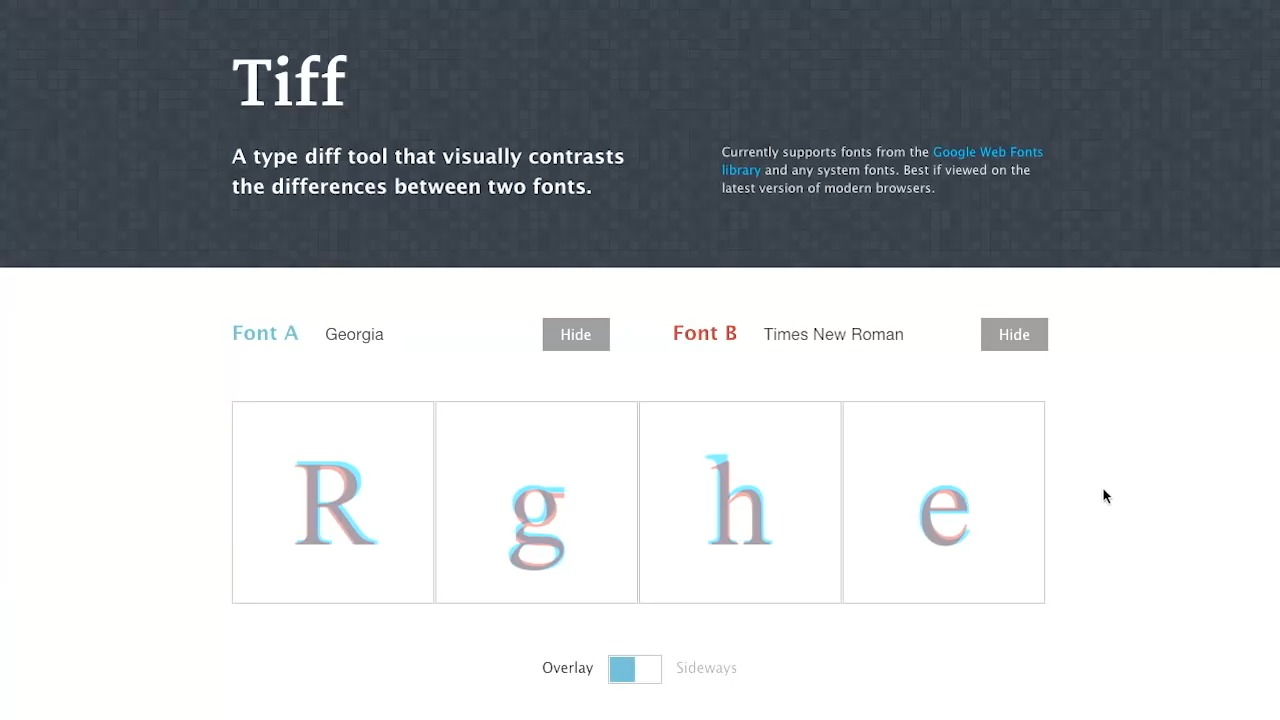 Tiff
A type diff tool that visually contrasts
the differences between two fonts.
Currently supports fonts from the Google Web Fonts
library and any system fonts. Best if viewed on the
latest version of modern browsers.
Font A Georgia Hide Font B Times New Roman Hide
R g h e
Overlay Sideways